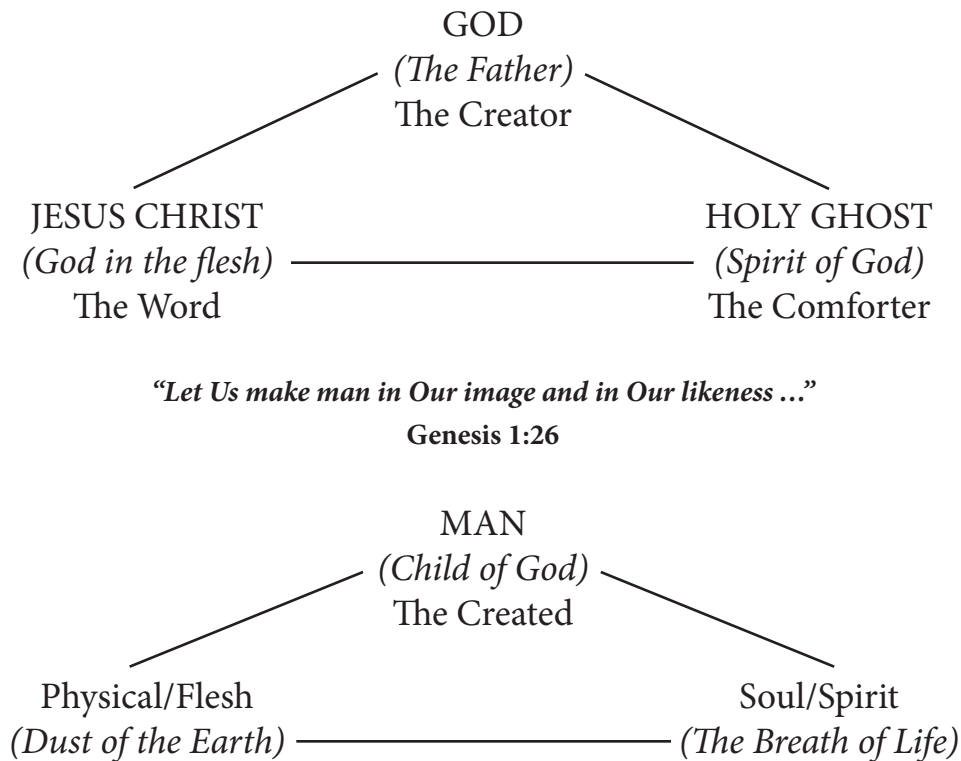 GOD
(The Father)
The Creator
JESUS CHRIST
(God in the flesh)
The Word
HOLY GHOST
(Spirit of God)
The Comforter
“Let Us make man in Our image and in Our likeness …”
Genesis 1:26
MAN
(Child of God)
The Created
Physical/Flesh
(Dust of the Earth)
Soul/Spirit
(The Breath of Life)